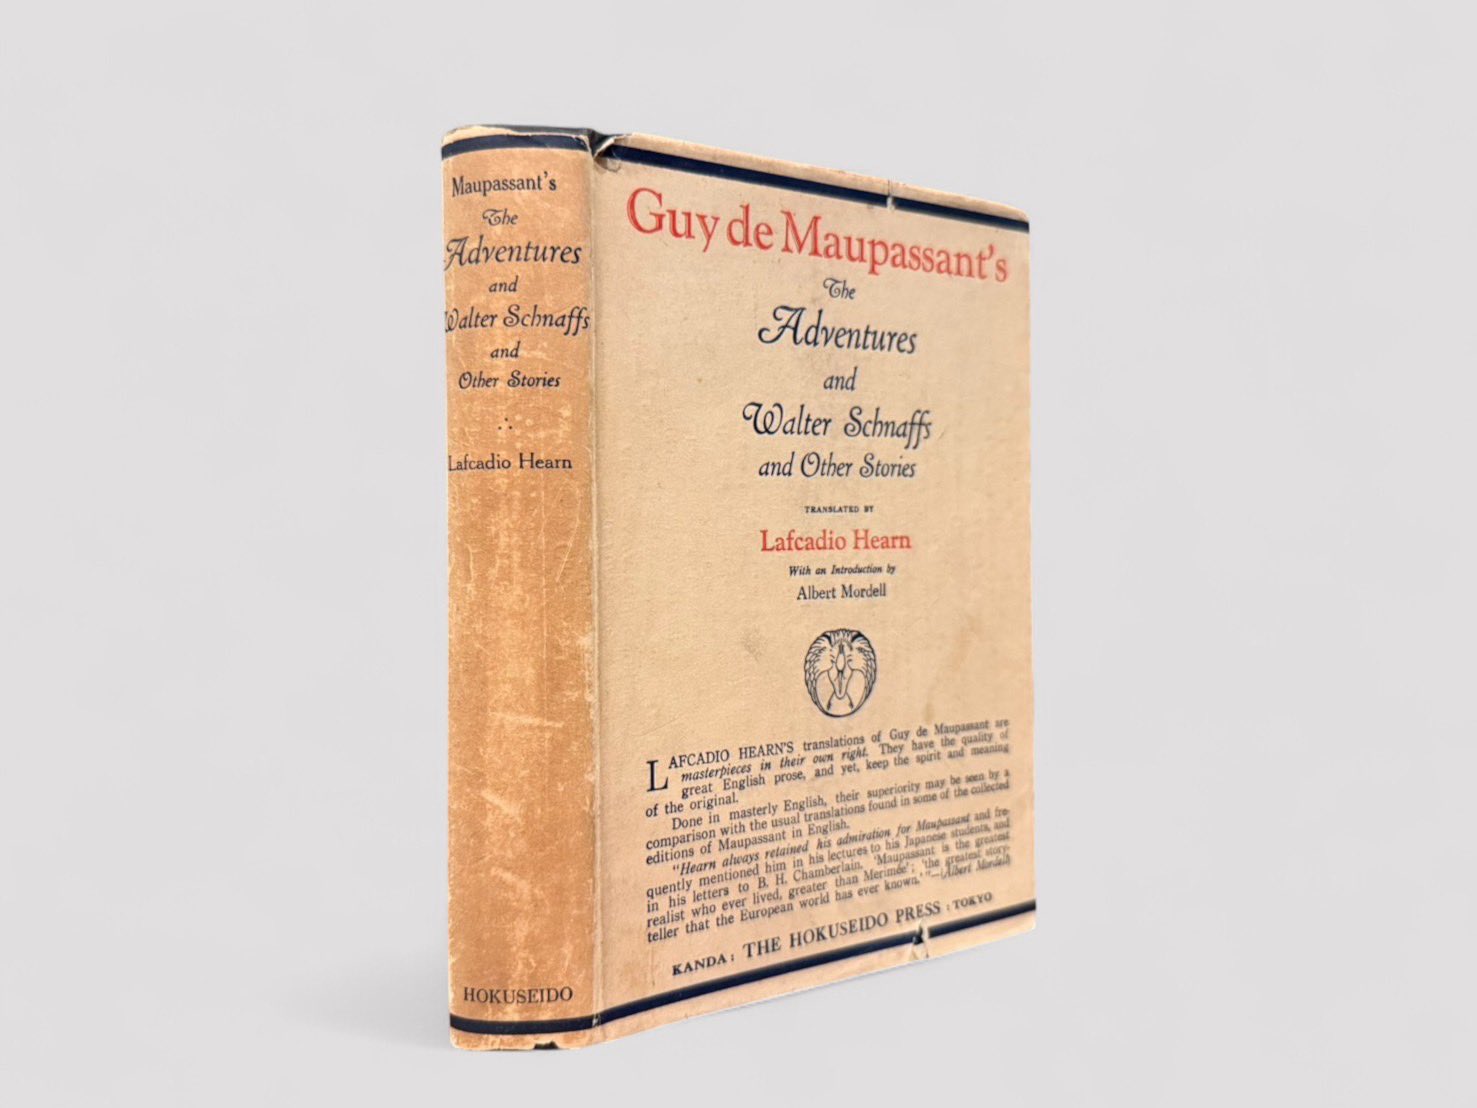 Maupassant's
The
Adventures
and
Walter Schnaffs
and
Other Stories
Lafcadio Hearn
HOKUSEIDO
Guy de Maupassant's
The
Adventures
and
Walter Schnaffs
and Other Stories
TRANSLATED BY
Lafcadio Hearn
With an Introduction by
Albert Mordell
LAFCADIO HEARN'S translations of Guy de Maupassant are
masterpieces in their own right. They have the quality of
great English prose, and yet, keep the spirit and meaning
of the original.
Done in masterly English, their superiority may be seen by a
comparison with the usual translations found in some of the collected
editions of Maupassant in English.
"Hearn always retained his admiration for Maupassant and fre-
quently mentioned him in his lectures to his Japanese students, and
in his letters to B. H. Chamberlain. 'Maupassant is the greatest
realist who ever lived, greater than Merimée'; 'the greatest story-
teller that the European world has ever known.'"—(Albert Mordell)
KANDA: THE HOKUSEIDO PRESS : TOKYO